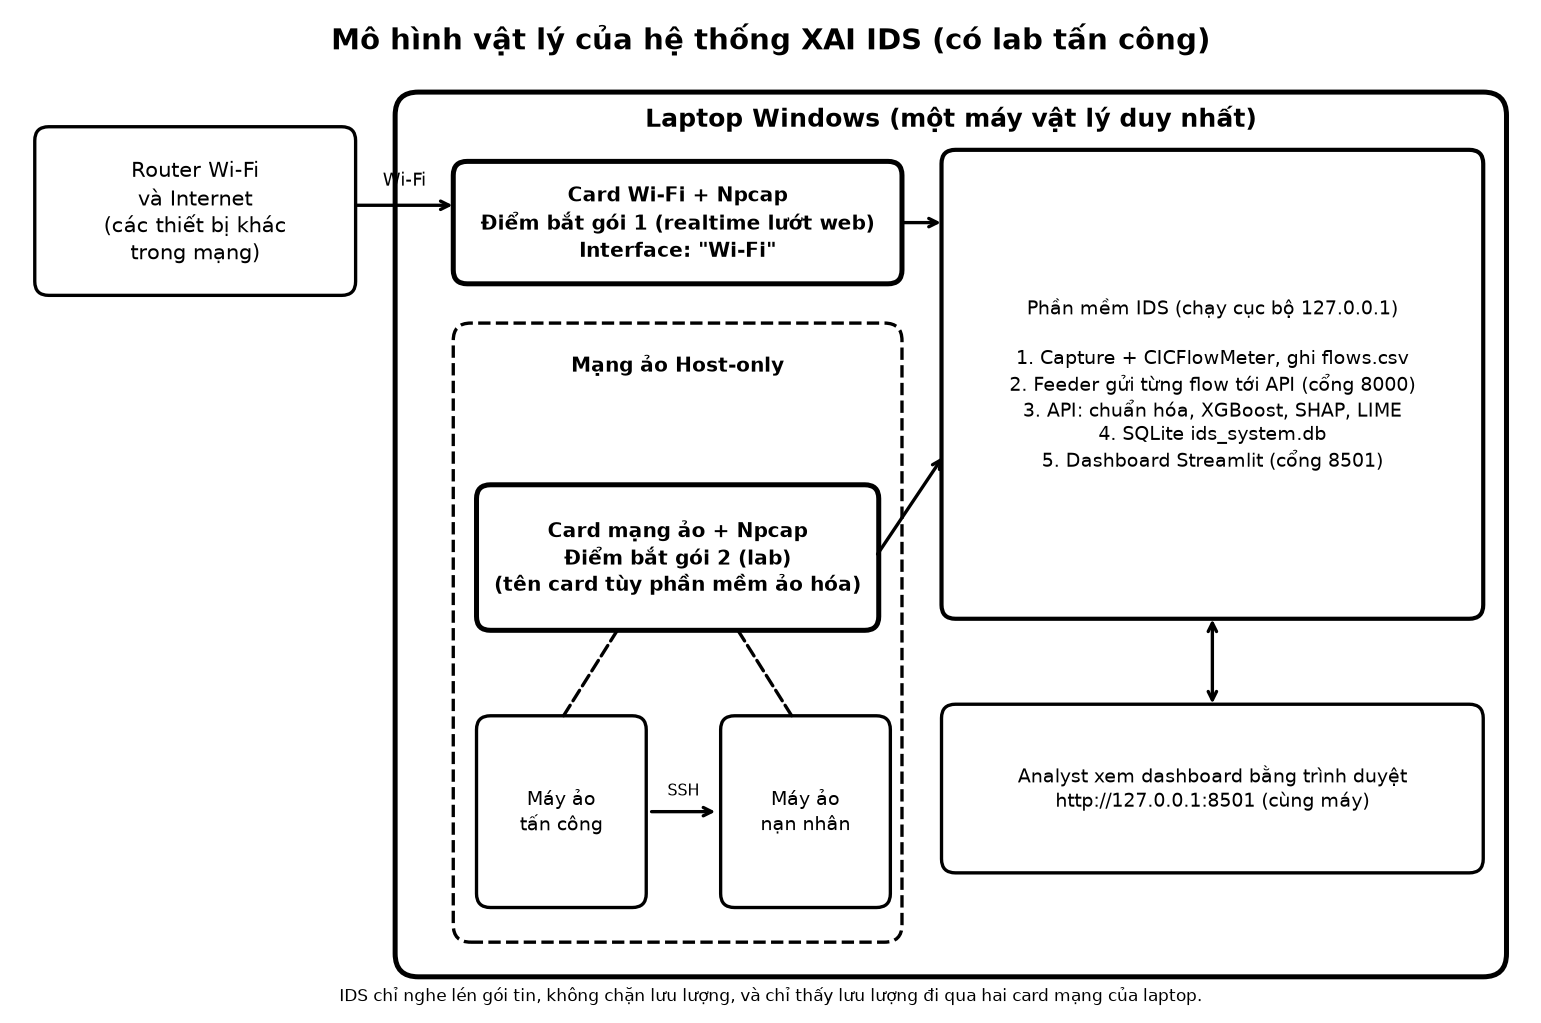 Mô hình vật lý của hệ thống XAI IDS (có lab tấn công)
Laptop Windows (một máy vật lý duy nhất)
Router Wi-Fi
và Internet
(các thiết bị khác
trong mạng)
Wi-Fi
Card Wi-Fi + Npcap
Điểm bắt gói 1 (realtime lướt web)
Interface: "Wi-Fi"
Phần mềm IDS (chạy cục bộ 127.0.0.1)
1. Capture + CICFlowMeter, ghi flows.csv
2. Feeder gửi từng flow tới API (cổng 8000)
3. API: chuẩn hóa, XGBoost, SHAP, LIME
4. SQLite ids_system.db
5. Dashboard Streamlit (cổng 8501)
Mạng ảo Host-only
Card mạng ảo + Npcap
Điểm bắt gói 2 (lab)
(tên card tùy phần mềm ảo hóa)
Máy ảo
tấn công
SSH
Máy ảo
nạn nhân
Analyst xem dashboard bằng trình duyệt
http://127.0.0.1:8501 (cùng máy)
IDS chỉ nghe lén gói tin, không chặn lưu lượng, và chỉ thấy lưu lượng đi qua hai card mạng của laptop.